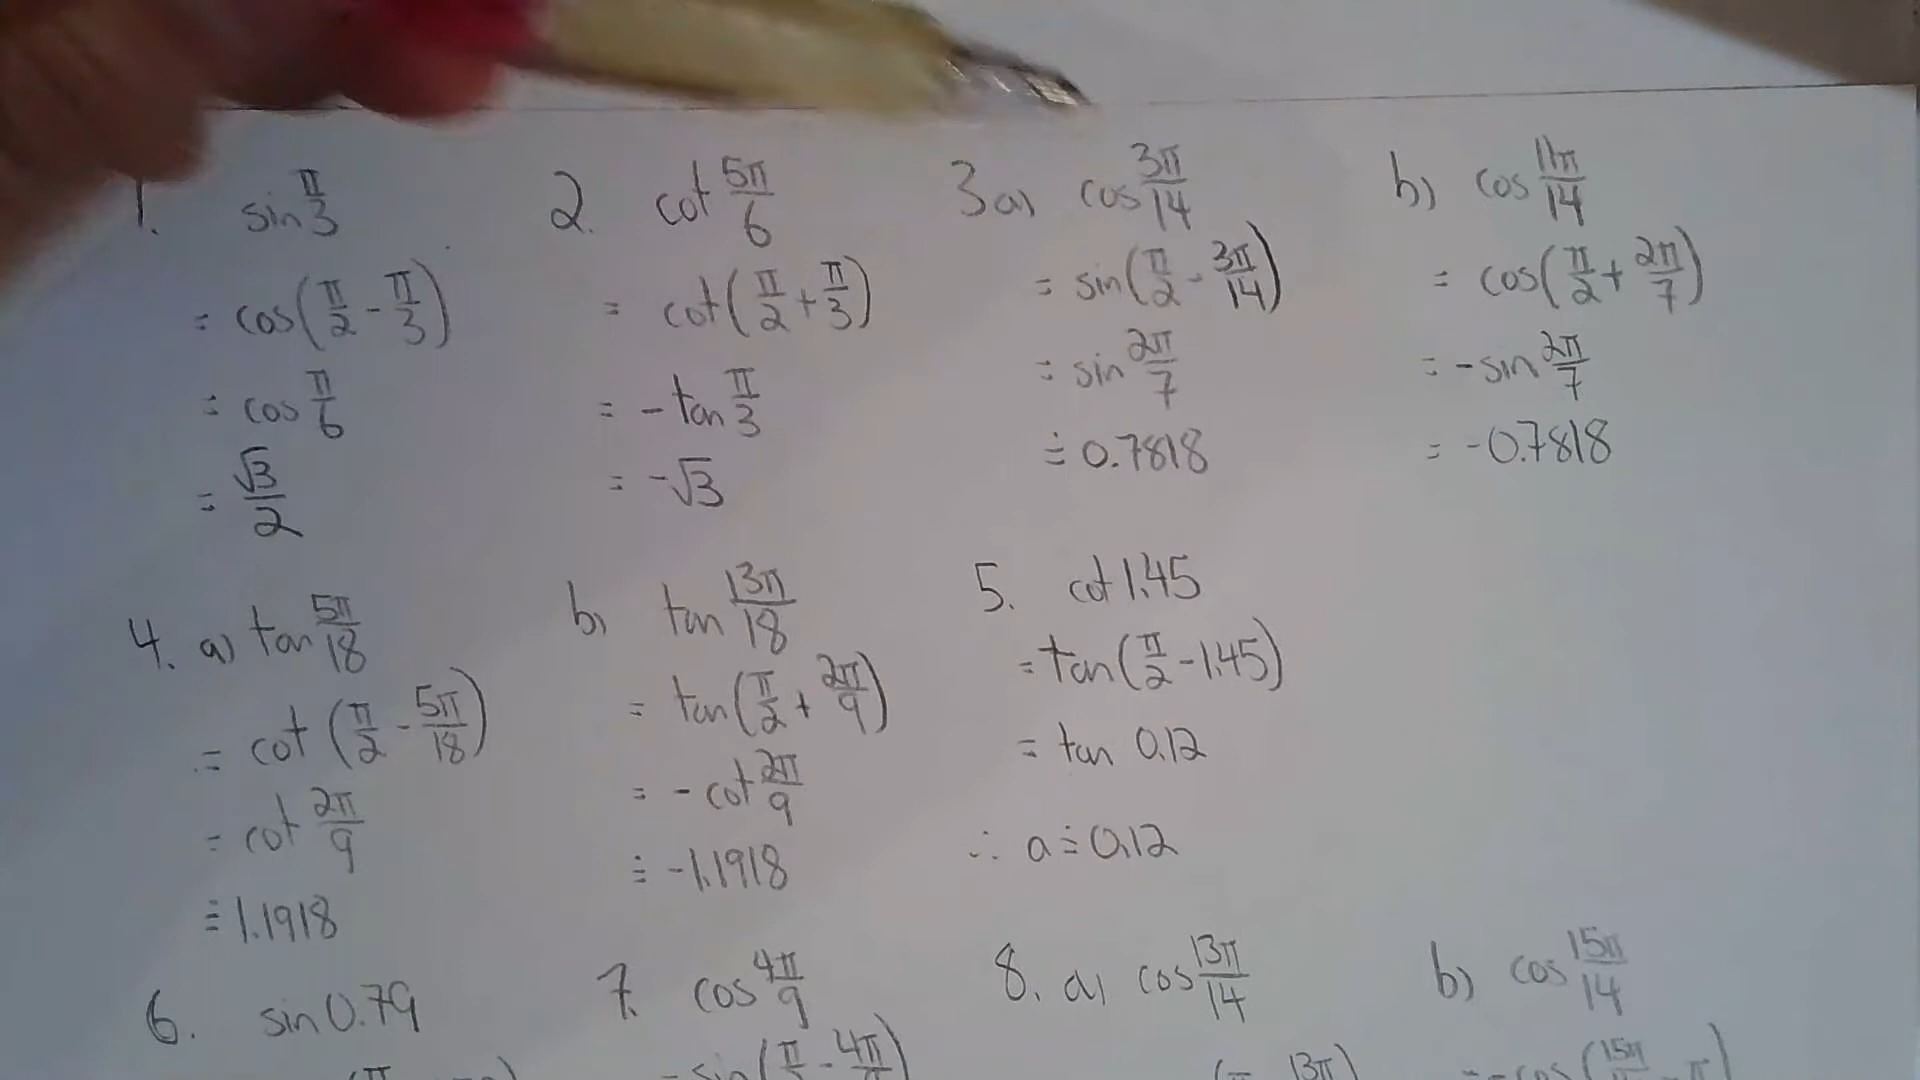 1. sin π/3
= cos(π/2 - π/3)
= cos π/6
= √3/2
2. cot 5π/6
= cot(π/2 + π/3)
= -tan π/3
= -√3
3a) cos 3π/14
= sin(π/2 - 3π/14)
= sin 2π/7
≐ 0.7818
b) cos 11π/14
= cos(π/2 + 2π/7)
= -sin 2π/7
= -0.7818
4. a) tan 5π/18
= cot(π/2 - 5π/18)
= cot 2π/9
≐ 1.1918
b) tan 13π/18
= tan(π/2 + 2π/9)
= -cot 2π/9
≐ -1.1918
5. cot 1.45
= tan(π/2 - 1.45)
= tan 0.12
∴ a ≐ 0.12
6. sin 0.79
7. cos 4π/9
8. a) cos 13π/14
b) cos 15π/14